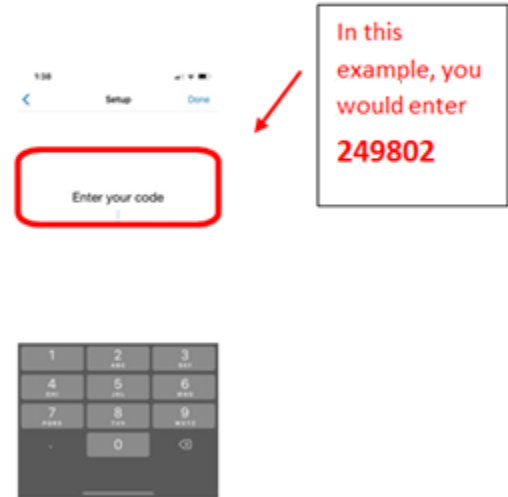 In this
example, you
would enter
249802
1:38
Setup Done
Enter your code
1 2 3
ABC DEF
4 5 6
GHI JKL MNO
7 8 9
PQRS TUV WXYZ
. 0